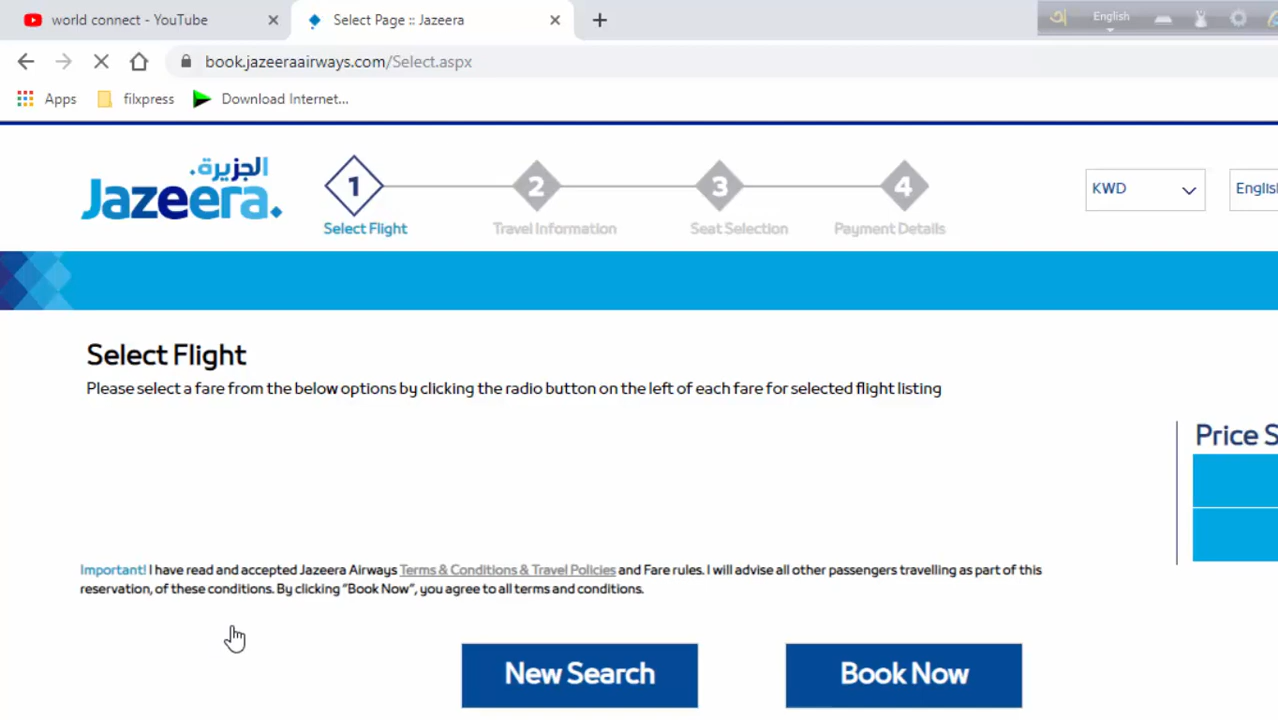 world connect - YouTube
Select Page :: Jazeera
English
book.jazeeraairways.com/Select.aspx
Apps
filxpress
Download Internet...
الجزيرة.
Jazeera.
1
2
3
4
Select Flight
Travel Information
Seat Selection
Payment Details
KWD
English
Select Flight
Please select a fare from the below options by clicking the radio button on the left of each fare for selected flight listing
Price S
Important! I have read and accepted Jazeera Airways Terms & Conditions & Travel Policies and Fare rules. I will advise all other passengers travelling as part of this
reservation, of these conditions. By clicking "Book Now", you agree to all terms and conditions.
New Search
Book Now